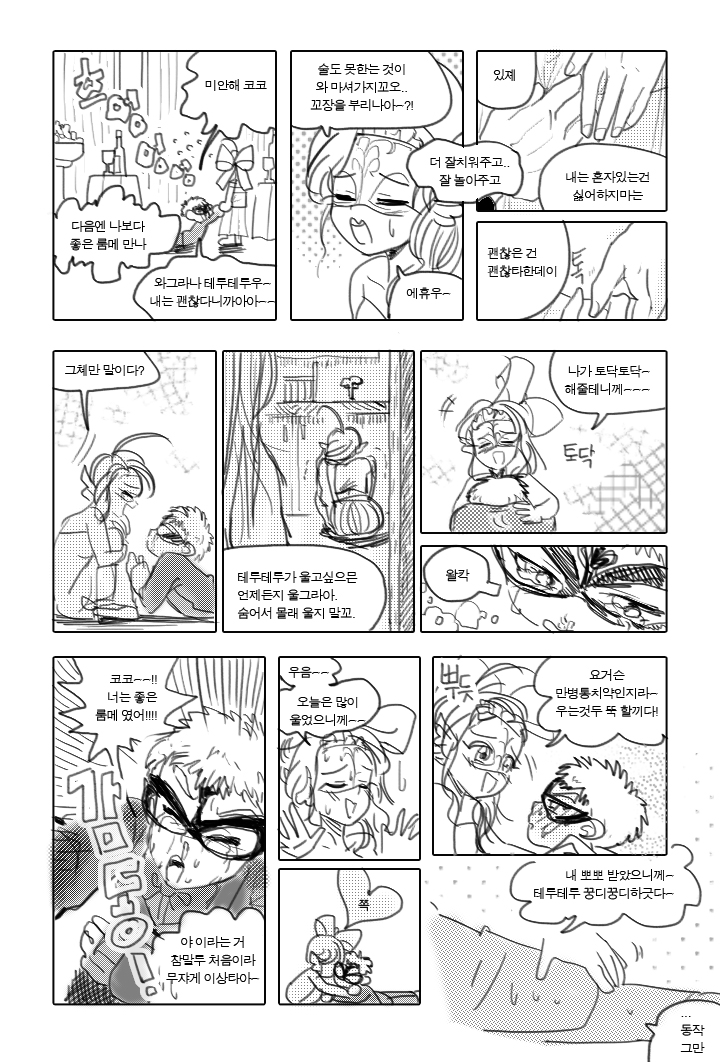 미안해 코코
다음엔 나보다
좋은 룸메 만나
와그라나 테루테루우~
내는 괜찮다니까아아~~
술도 못한는 것이
와 마셔가지꼬오..
꼬장을 부리나아~?!
에휴우~
더 잘치워주고..
잘 놀아주고
있제
내는 혼자있는건
싫어하지마는
괜찮은 건
괜찮타한데이
톡
그체만 말이다?
테루테루가 울고싶으믄
언제든지 울그라아.
숨어서 몰래 울지 말꼬.
나가 토닥토닥~
해줄테니께~~~
토닥
왈칵
코코~~!!
너는 좋은
룸메 였어!!!!
감동!
야 이라는 거
참말루 처음이라
무쟈게 이상타아~
우음~~
오늘은 많이
울었으니께~~
쪽
뿌듯
요거슨
만병통치약인지라~
우는것두 뚝 할끼다!
내 뽀뽀 받았으니께~
테루테루 꿍디꿍디하긋다~
...
동작
그만